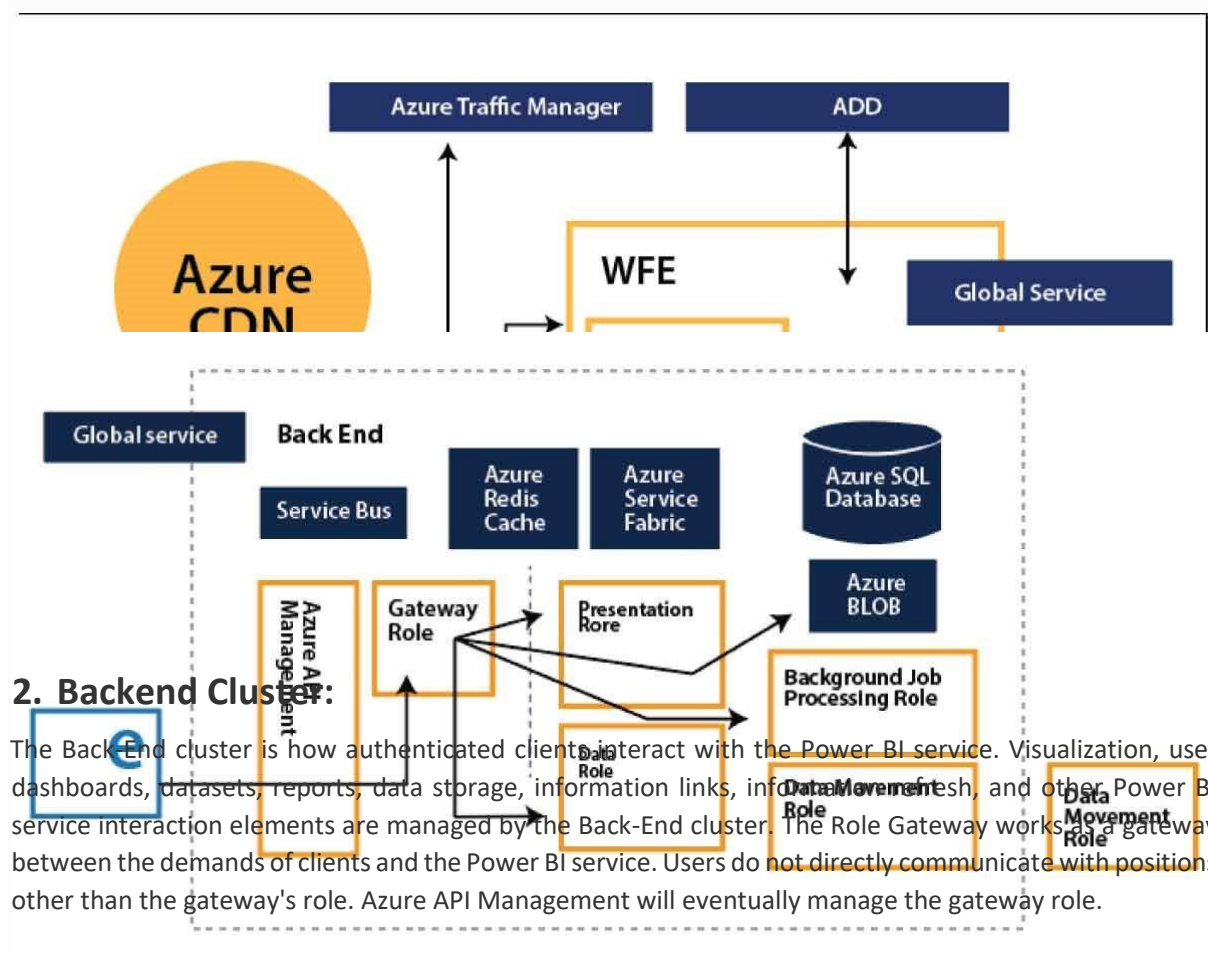 Azure Traffic Manager
ADD
Azure
CDN
WFE
Global Service
Global service
Back End
Service Bus
Azure
Redis
Cache
Azure
Service
Fabric
Azure SQL
Database
Azure
BLOB
Azure API
Management
Gateway
Role
Presentation
Rore
Background Job
Processing Role
Data
Role
Data Movement
Role
Data
Movement
Role
e
2. Backend Cluster:
The Back-End cluster is how authenticated clients interact with the Power BI service. Visualization, use
dashboards, datasets, reports, data storage, information links, information refresh, and other Power B
service interaction elements are managed by the Back-End cluster. The Role Gateway works as a gateway
between the demands of clients and the Power BI service. Users do not directly communicate with positions
other than the gateway's role. Azure API Management will eventually manage the gateway role.